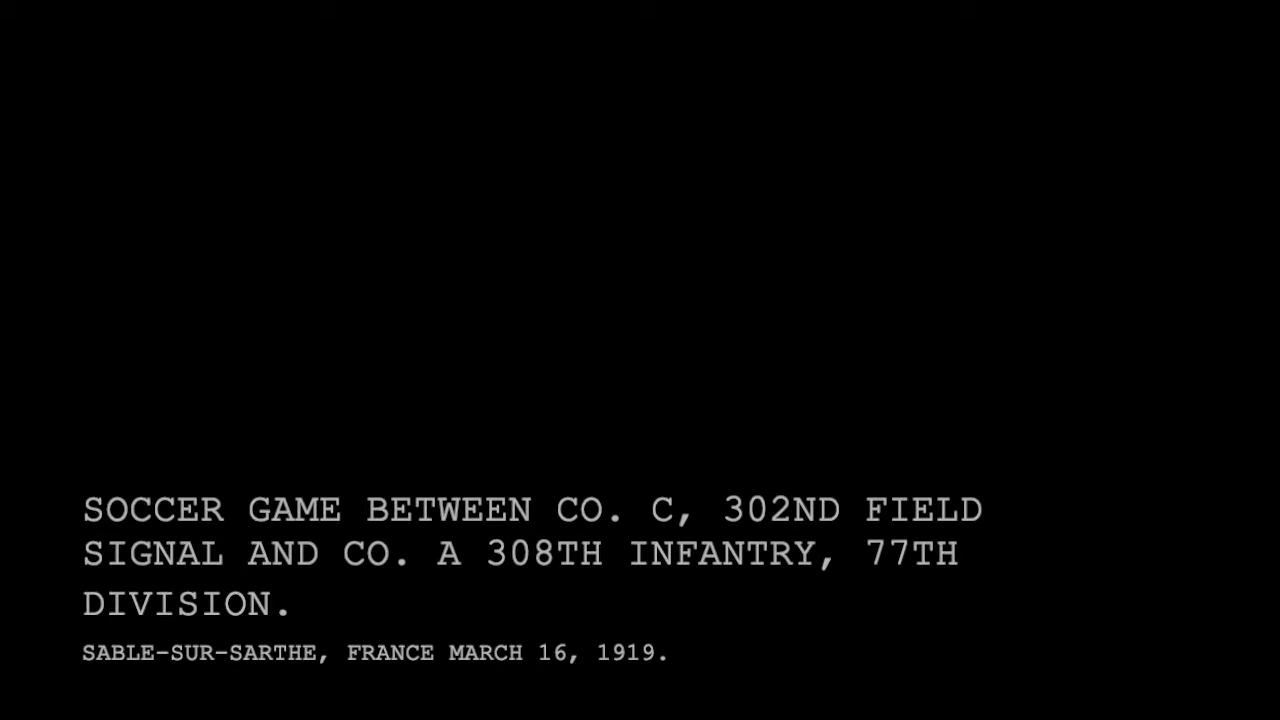 SOCCER GAME BETWEEN CO. C, 302ND FIELD
SIGNAL AND CO. A 308TH INFANTRY, 77TH
DIVISION.
SABLE-SUR-SARTHE, FRANCE MARCH 16, 1919.